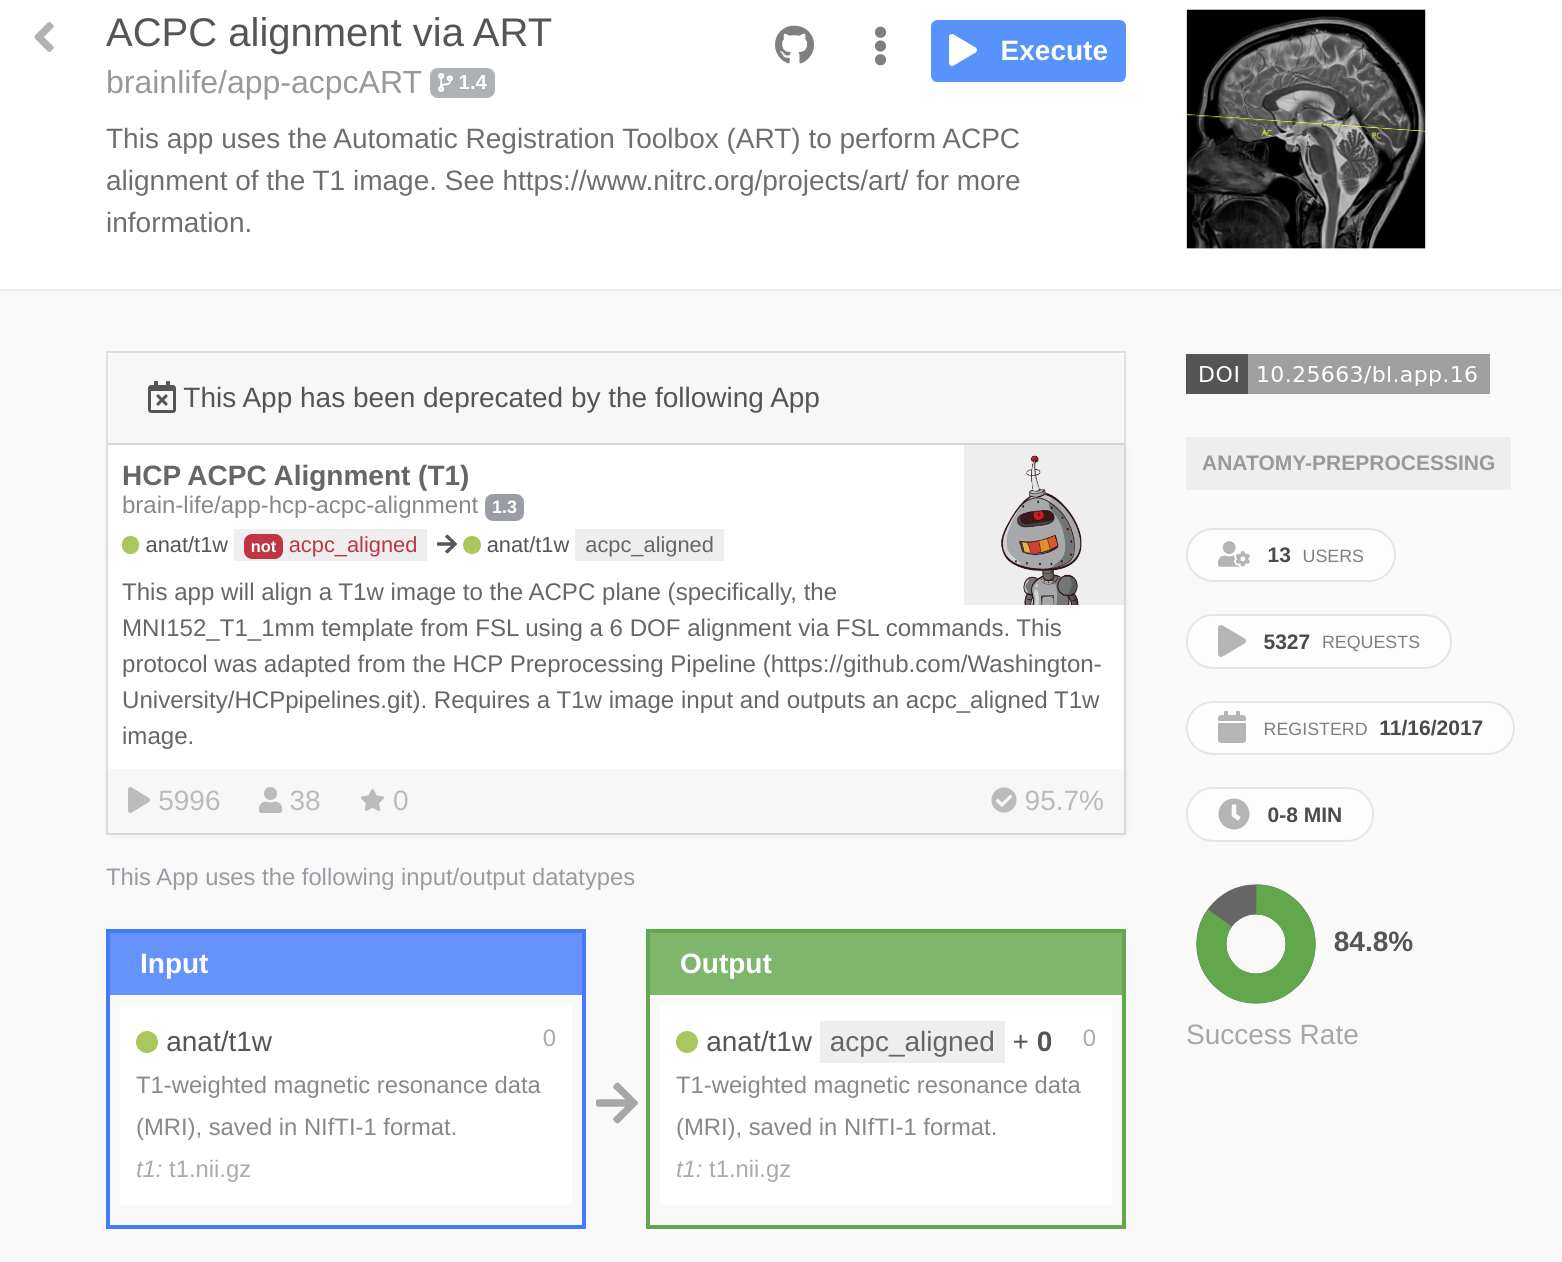 ACPC alignment via ART
brainlife/app-acpcART 1.4
Execute
This app uses the Automatic Registration Toolbox (ART) to perform ACPC
alignment of the T1 image. See https://www.nitrc.org/projects/art/ for more
information.
AC
PC
This App has been deprecated by the following App
HCP ACPC Alignment (T1)
brain-life/app-hcp-acpc-alignment 1.3
anat/t1w not acpc_aligned anat/t1w acpc_aligned
This app will align a T1w image to the ACPC plane (specifically, the
MNI152_T1_1mm template from FSL using a 6 DOF alignment via FSL commands. This
protocol was adapted from the HCP Preprocessing Pipeline (https://github.com/Washington-
University/HCPpipelines.git). Requires a T1w image input and outputs an acpc_aligned T1w
image.
5996 38 0 95.7%
This App uses the following input/output datatypes
Input
anat/t1w 0
T1-weighted magnetic resonance data
(MRI), saved in NIfTI-1 format.
t1: t1.nii.gz
Output
anat/t1w acpc_aligned + 0 0
T1-weighted magnetic resonance data
(MRI), saved in NIfTI-1 format.
t1: t1.nii.gz
DOI 10.25663/bl.app.16
ANATOMY-PREPROCESSING
13 USERS
5327 REQUESTS
REGISTERD 11/16/2017
0-8 MIN
84.8%
Success Rate